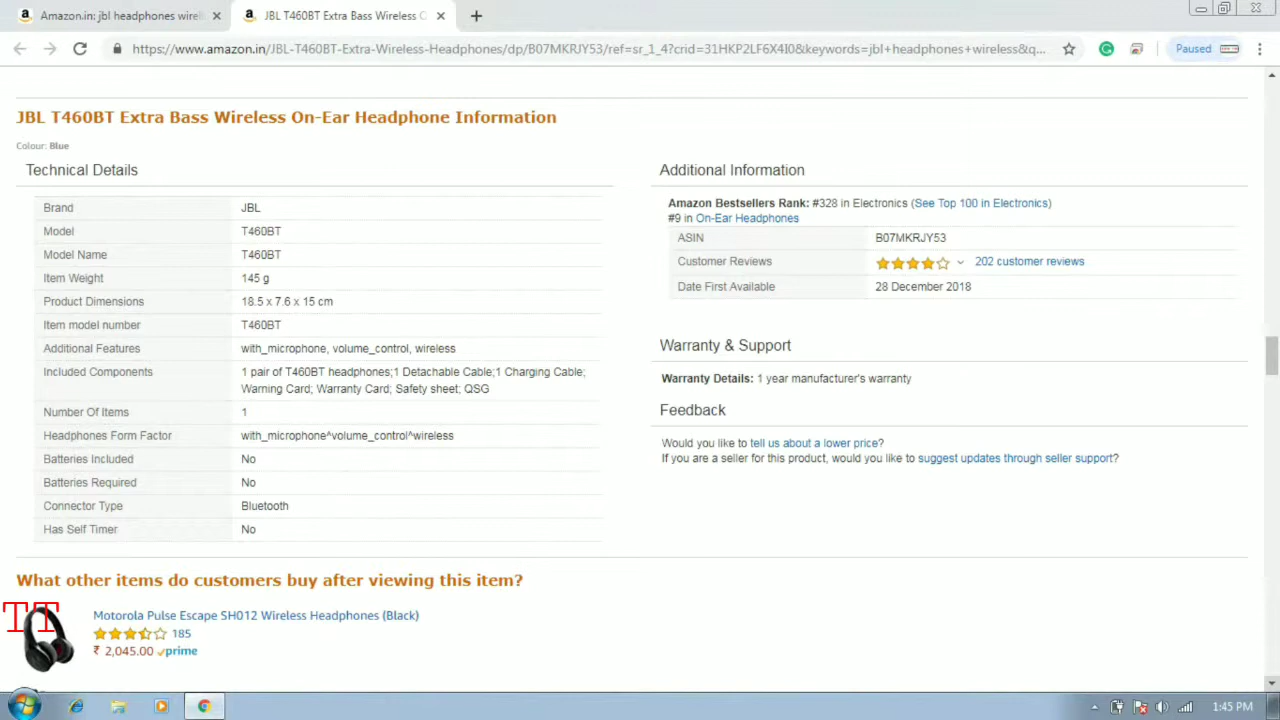 Amazon.in: jbl headphones wirel
JBL T460BT Extra Bass Wireless O
https://www.amazon.in/JBL-T460BT-Extra-Wireless-Headphones/dp/B07MKRJY53/ref=sr_1_4?crid=31HKP2LF6X4I0&keywords=jbl+headphones+wireless&q...
Paused
JBL T460BT Extra Bass Wireless On-Ear Headphone Information
Colour: Blue
Technical Details
Brand JBL
Model T460BT
Model Name T460BT
Item Weight 145 g
Product Dimensions 18.5 x 7.6 x 15 cm
Item model number T460BT
Additional Features with_microphone, volume_control, wireless
Included Components 1 pair of T460BT headphones;1 Detachable Cable;1 Charging Cable;
Warning Card; Warranty Card; Safety sheet; QSG
Number Of Items 1
Headphones Form Factor with_microphone^volume_control^wireless
Batteries Included No
Batteries Required No
Connector Type Bluetooth
Has Self Timer No
Additional Information
Amazon Bestsellers Rank: #328 in Electronics (See Top 100 in Electronics)
#9 in On-Ear Headphones
ASIN B07MKRJY53
Customer Reviews 202 customer reviews
Date First Available 28 December 2018
Warranty & Support
Warranty Details: 1 year manufacturer's warranty
Feedback
Would you like to tell us about a lower price?
If you are a seller for this product, would you like to suggest updates through seller support?
What other items do customers buy after viewing this item?
TT
Motorola Pulse Escape SH012 Wireless Headphones (Black)
185
₹ 2,045.00 prime
1:45 PM